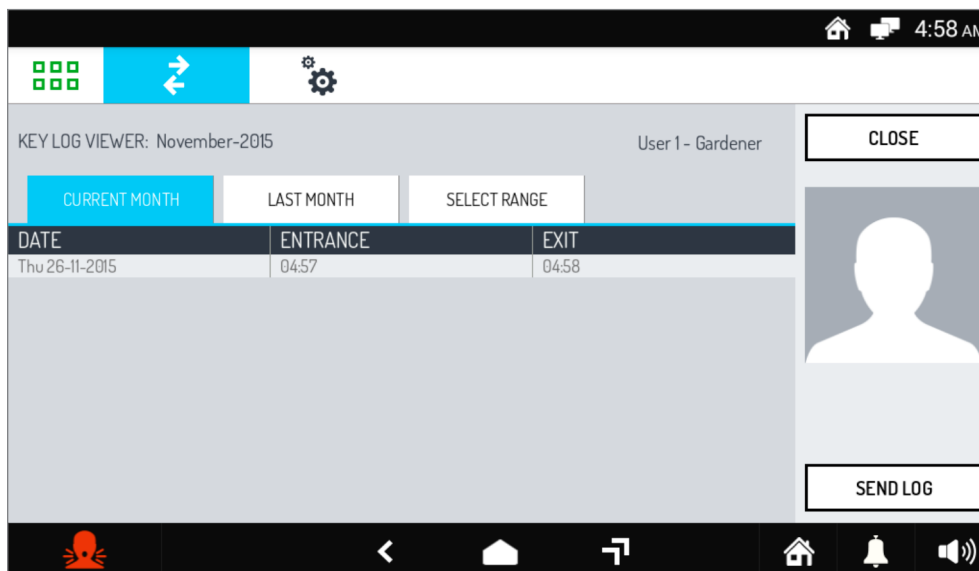 4:58 AM
KEY LOG VIEWER: November-2015
User 1 - Gardener
CLOSE
CURRENT MONTH
LAST MONTH
SELECT RANGE
DATE
ENTRANCE
EXIT
Thu 26-11-2015
04:57
04:58
SEND LOG